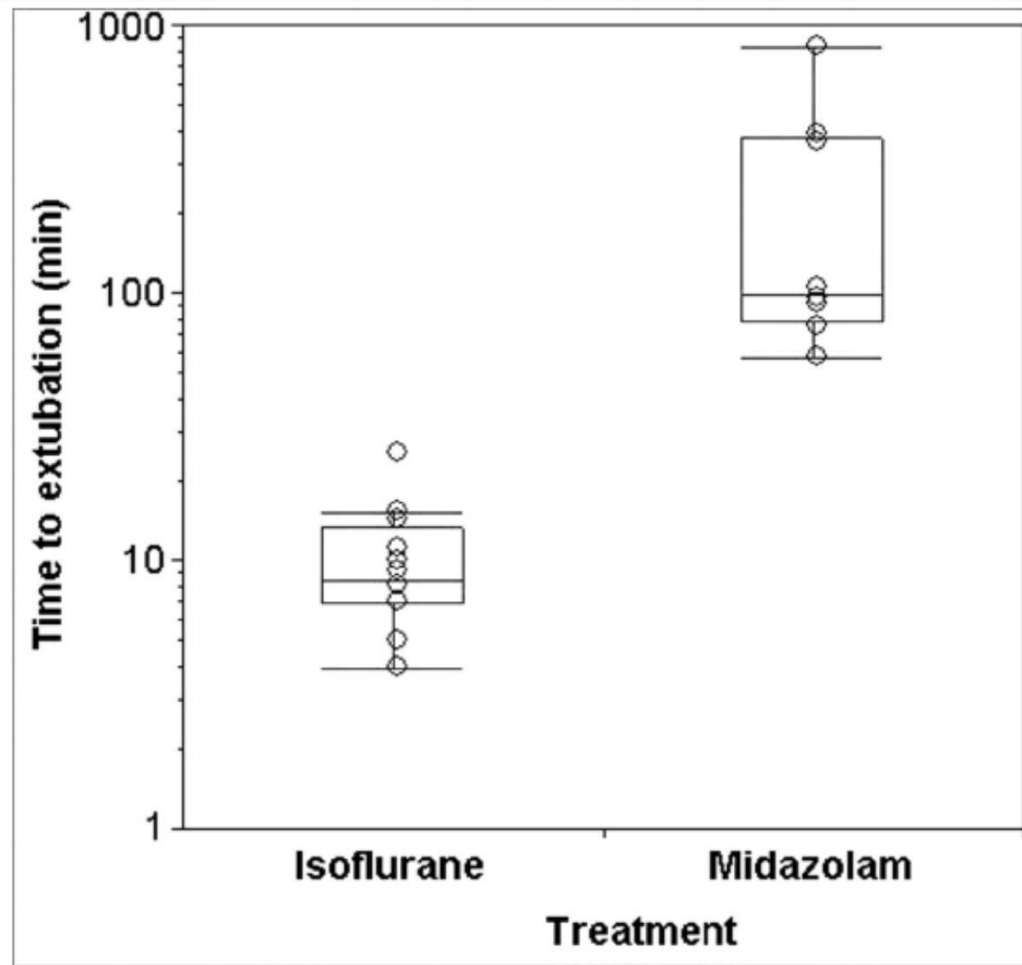 1000
100
10
1
Time to extubation (min)
Isoflurane
Midazolam
Treatment